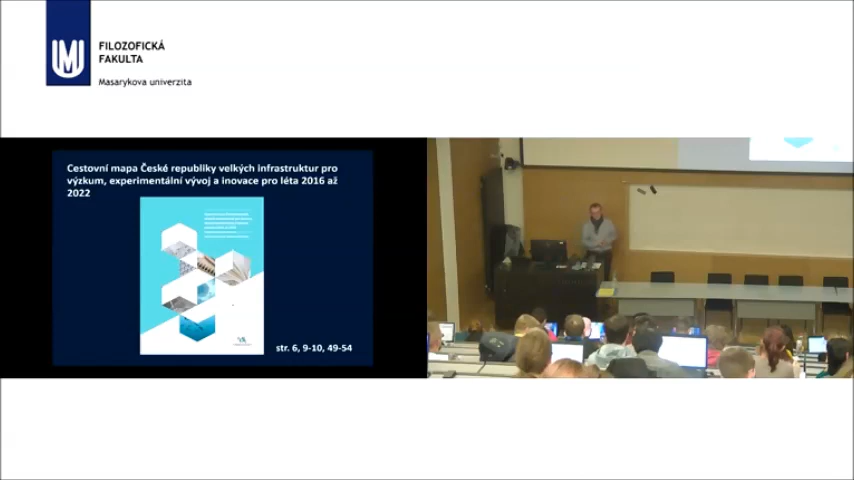 FILOZOFICKÁ
FAKULTA
Masarykova univerzita
Cestovní mapa České republiky velkých infrastruktur pro
výzkum, experimentální vývoj a inovace pro léta 2016 až
2022
str. 6, 9-10, 49-54